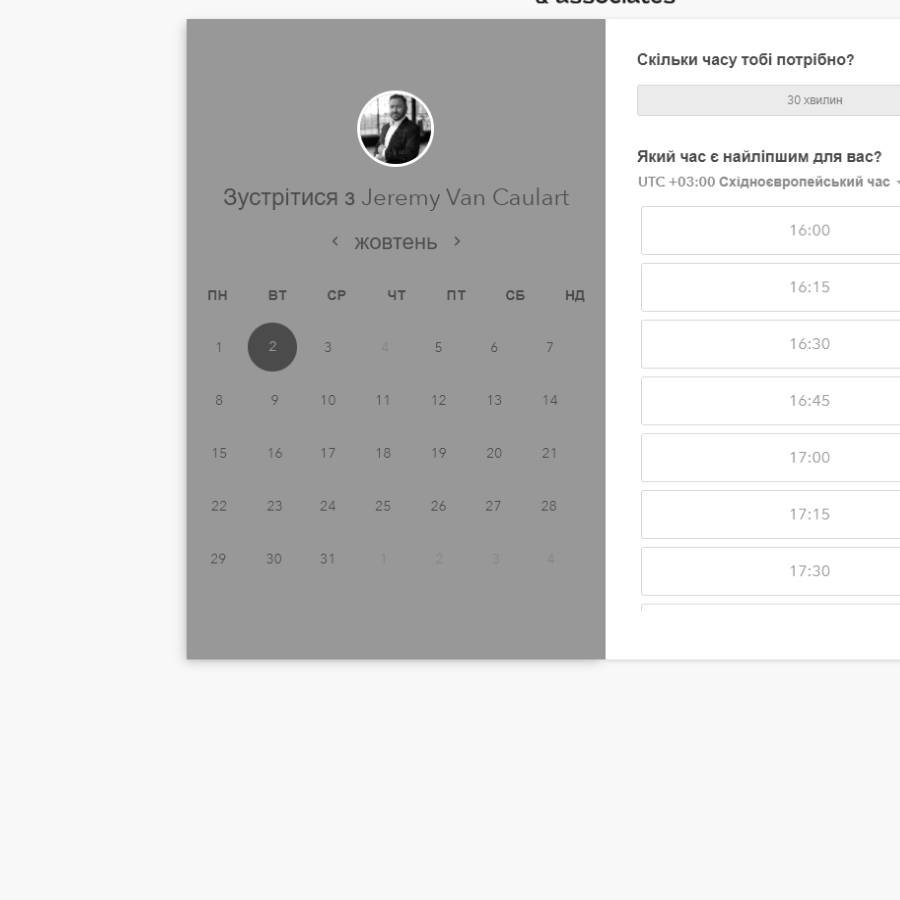 & associates
Зустрітися з Jeremy Van Caulart
жовтень
ПН ВТ СР ЧТ ПТ СБ НД
1 2 3 4 5 6 7
8 9 10 11 12 13 14
15 16 17 18 19 20 21
22 23 24 25 26 27 28
29 30 31 1 2 3 4
Скільки часу тобі потрібно?
30 хвилин
Який час є найліпшим для вас?
UTC +03:00 Східноєвропейський час
16:00
16:15
16:30
16:45
17:00
17:15
17:30